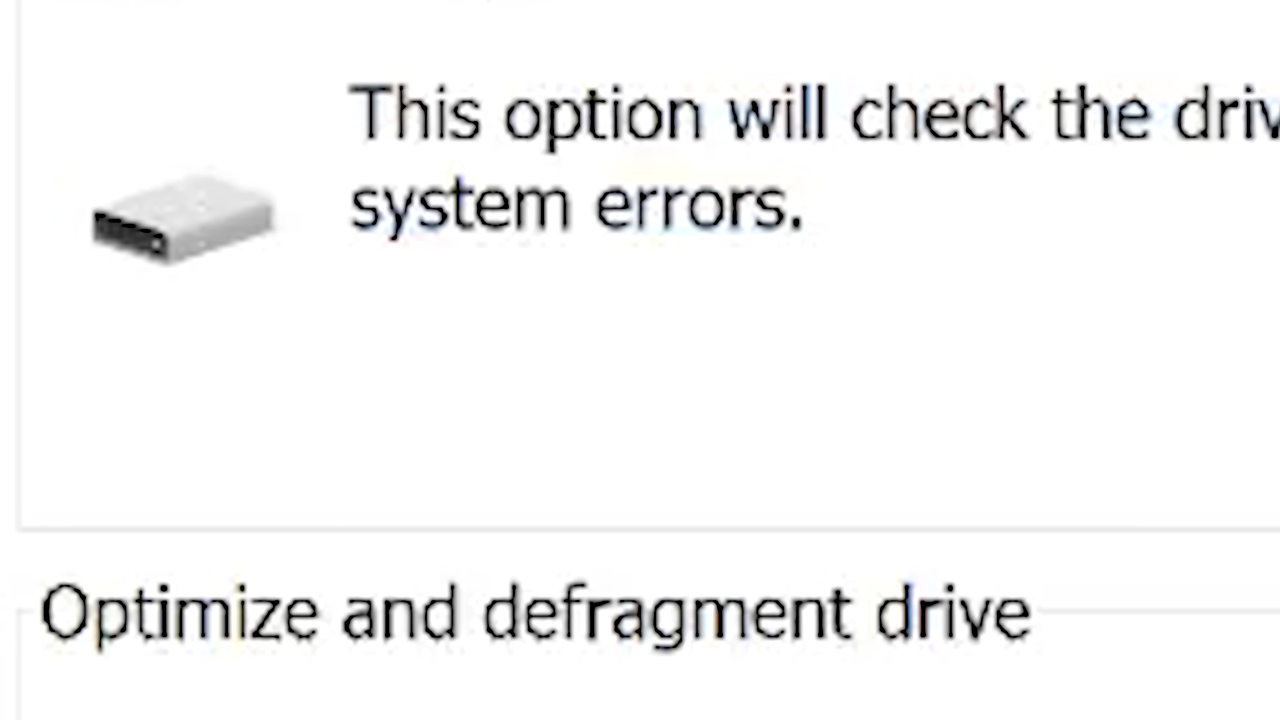 This option will check the driv
system errors.
Optimize and defragment drive